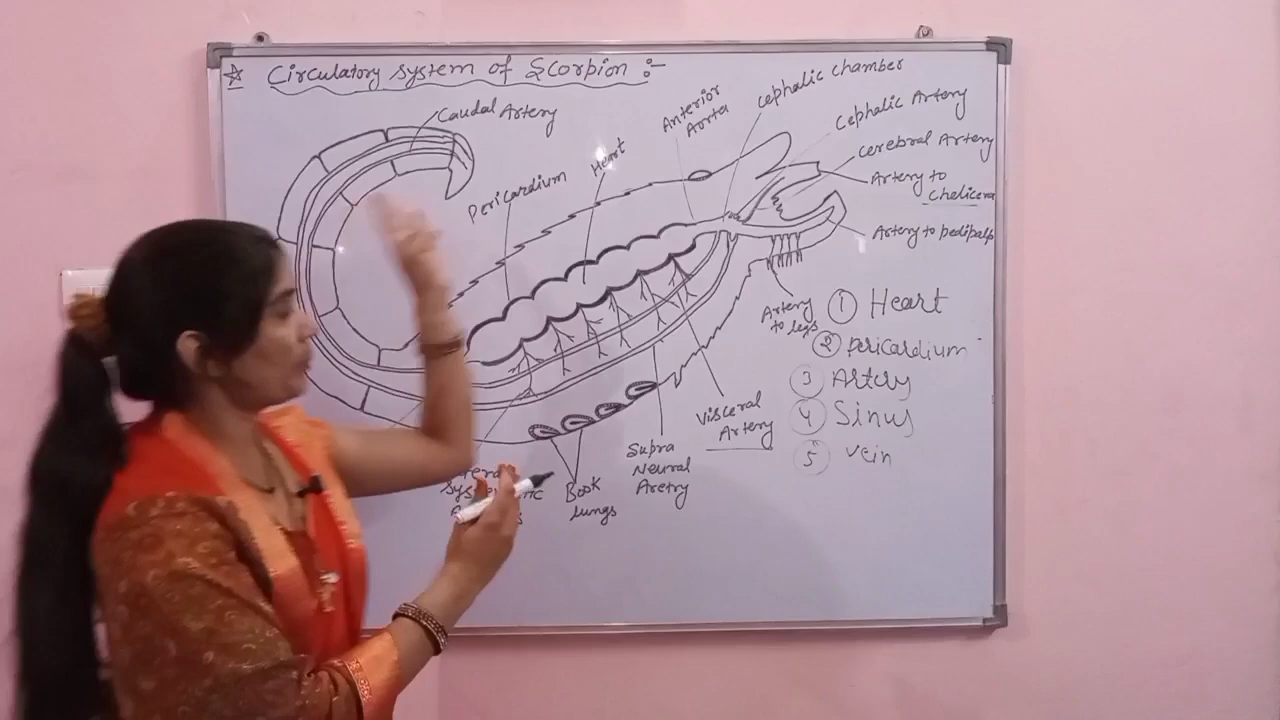 ☆ Circulatory system of Scorpion :-
Caudal Artery
Pericardium
Heart
Anterior
Aorta
Cephalic chamber
Cephalic Artery
Cerebral Artery
Artery to
chelicera
Artery to pedipalp
Artery
to legs
Visceral
Artery
Supra
Neural
Aretry
Book
lungs
① Heart
② Pericardium
③ Artery
④ Sinus
⑤ vein